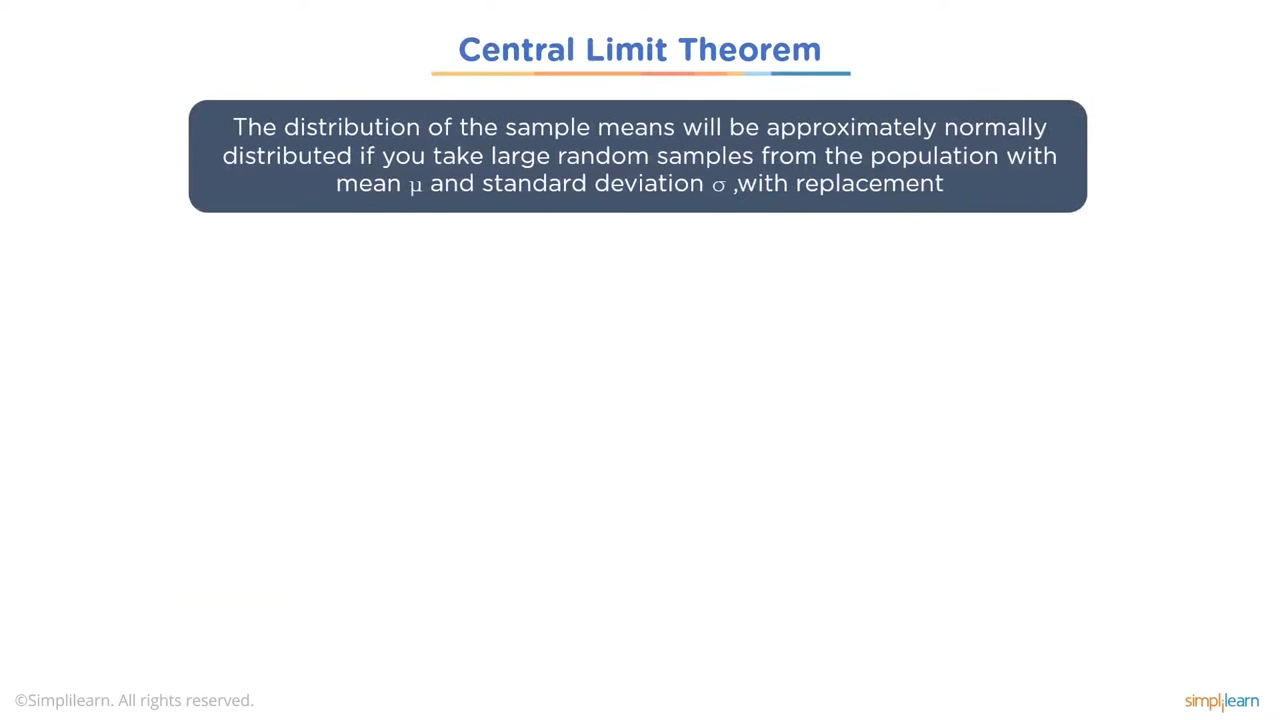 Central Limit Theorem
The distribution of the sample means will be approximately normally
distributed if you take large random samples from the population with
mean μ and standard deviation σ ,with replacement
©Simplilearn. All rights reserved.
simplilearn